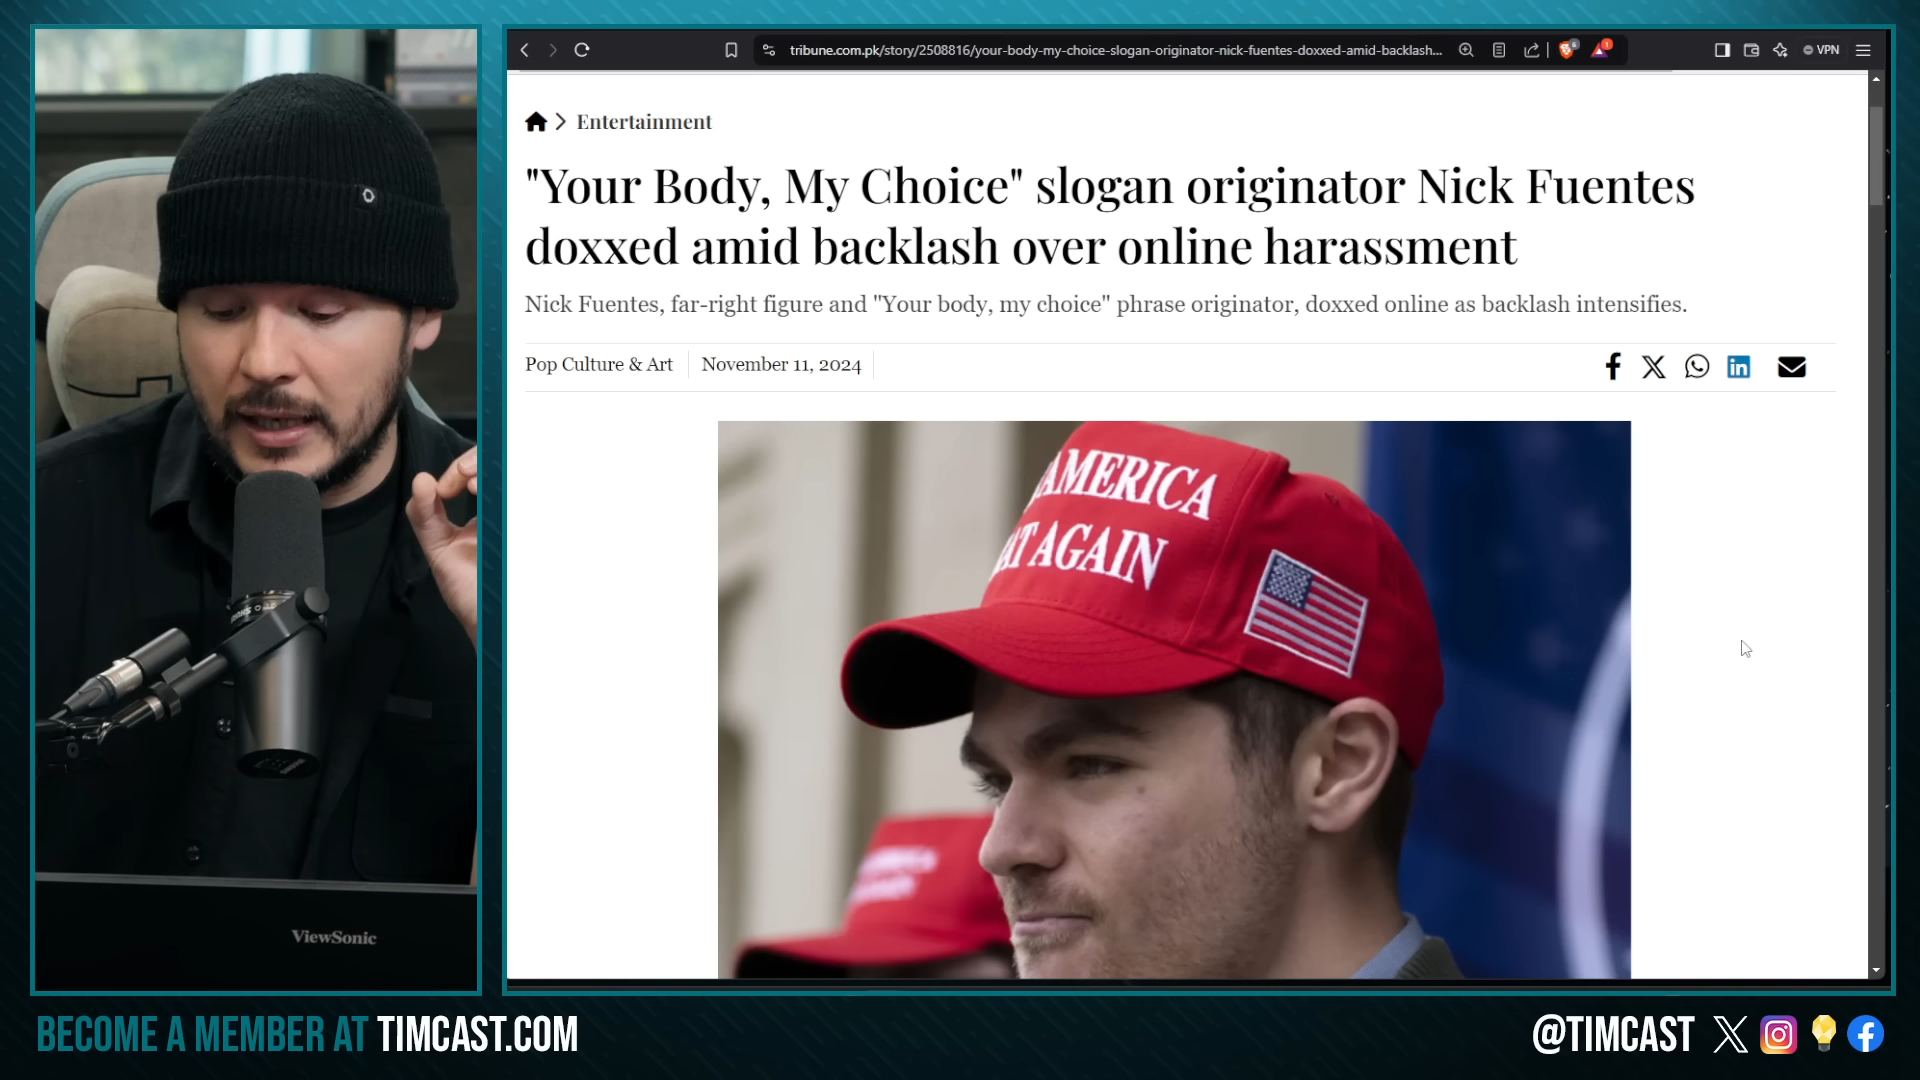 tribune.com.pk/story/2508816/your-body-my-choice-slogan-originator-nick-fuentes-doxxed-amid-backlash...
VPN
Entertainment
"Your Body, My Choice" slogan originator Nick Fuentes
doxxed amid backlash over online harassment
Nick Fuentes, far-right figure and "Your body, my choice" phrase originator, doxxed online as backlash intensifies.
Pop Culture & Art
November 11, 2024
AMERICA
AT AGAIN
ViewSonic
BECOME A MEMBER AT TIMCAST.COM
@TIMCAST